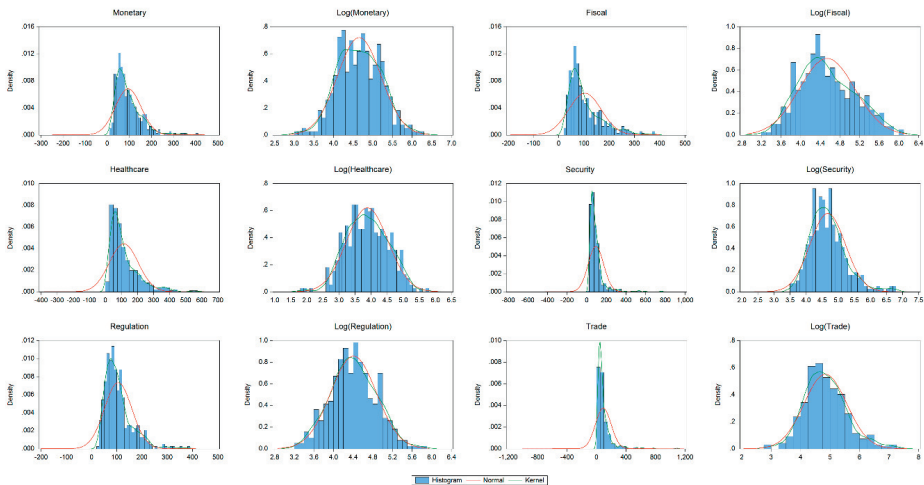 Monetary
Density
.016
.012
.008
.004
.000
-300 -200 -100 0 100 200 300 400 500
Log(Monetary)
Density
.8
.6
.4
.2
.0
2.5 3.0 3.5 4.0 4.5 5.0 5.5 6.0 6.5 7.0
Fiscal
Density
.016
.012
.008
.004
.000
-200 -100 0 100 200 300 400 500
Log(Fiscal)
Density
1.0
0.8
0.6
0.4
0.2
0.0
2.8 3.2 3.6 4.0 4.4 4.8 5.2 5.6 6.0 6.4
Healthcare
Density
.010
.008
.006
.004
.002
.000
-400 -300 -200 -100 0 100 200 300 400 500 600 700
Log(Healthcare)
Density
.8
.6
.4
.2
.0
1.0 1.5 2.0 2.5 3.0 3.5 4.0 4.5 5.0 5.5 6.0 6.5
Security
Density
.012
.010
.008
.006
.004
.002
.000
-800 -600 -400 -200 0 200 400 600 800 1,000
Log(Security)
Density
1.0
0.8
0.6
0.4
0.2
0.0
2.0 2.5 3.0 3.5 4.0 4.5 5.0 5.5 6.0 6.5 7.0 7.5
Regulation
Density
.012
.010
.008
.006
.004
.002
.000
-200 -100 0 100 200 300 400 500
Log(Regulation)
Density
1.0
0.8
0.6
0.4
0.2
0.0
2.8 3.2 3.6 4.0 4.4 4.8 5.2 5.6 6.0 6.4
Trade
Density
.010
.008
.006
.004
.002
.000
-1,200 -800 -400 0 400 800 1,200
Log(Trade)
Density
.8
.6
.4
.2
.0
2 3 4 5 6 7 8
Histogram Normal Kernel